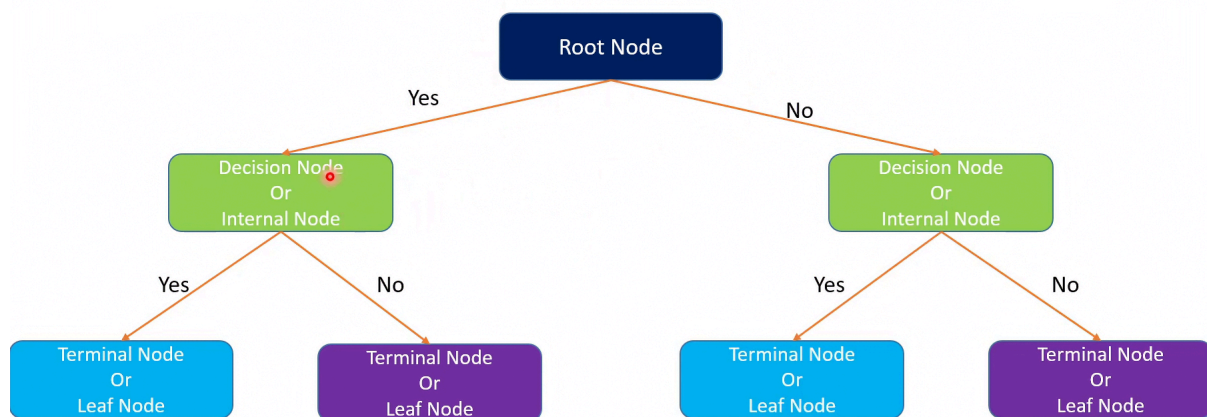 Root Node
Yes
No
Decision Node
Or
Internal Node
Decision Node
Or
Internal Node
Yes
No
Yes
No
Terminal Node
Or
Leaf Node
Terminal Node
Or
Leaf Node
Terminal Node
Or
Leaf Node
Terminal Node
Or
Leaf Node